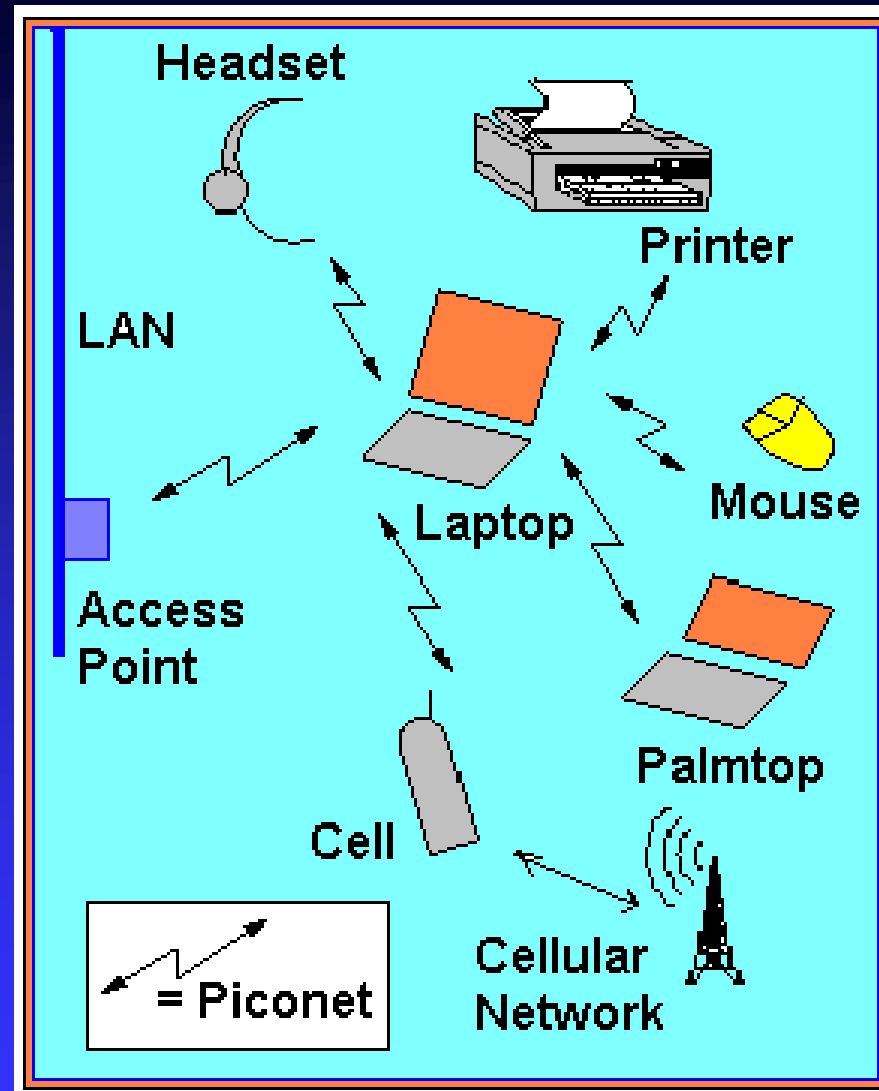 Headset
Printer
LAN
Mouse
Laptop
Access
Point
Palmtop
Cell
Cellular
Network
= Piconet